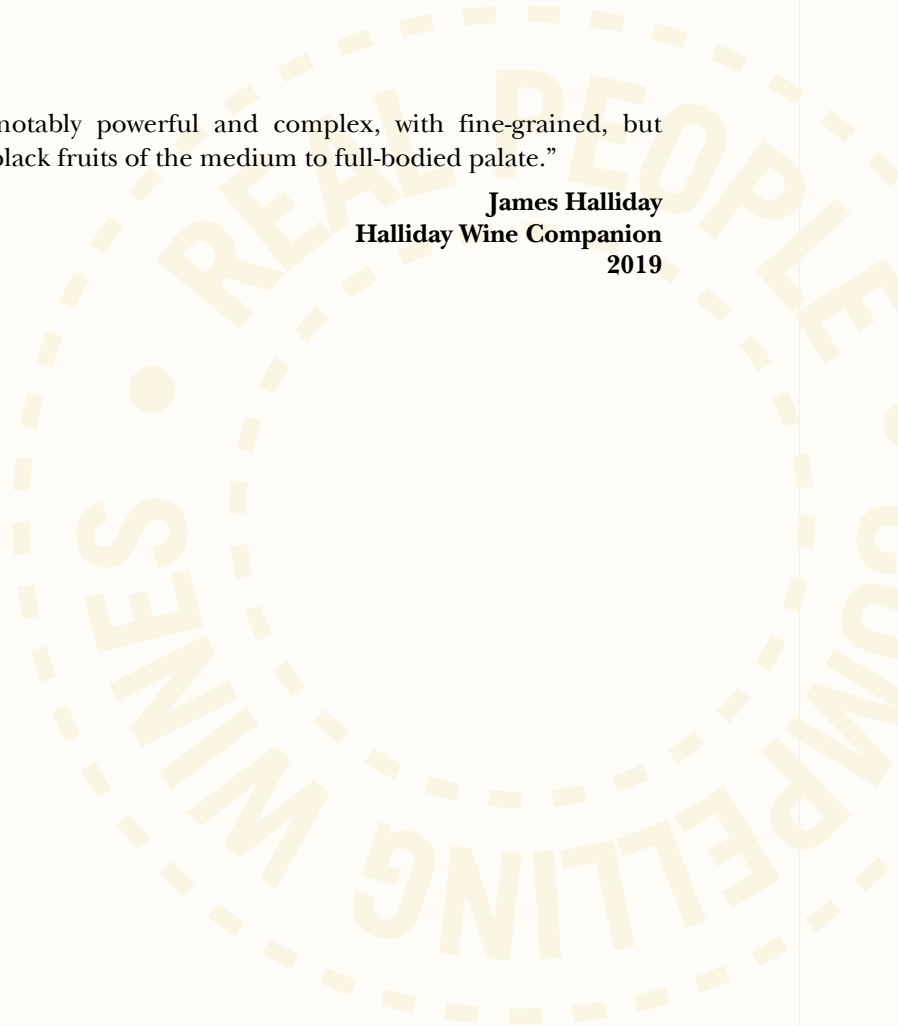 notably powerful and complex, with fine-grained, but
black fruits of the medium to full-bodied palate.”
James Halliday
Halliday Wine Companion
2019
REAL PEOPLE • COMPELLING WINES •